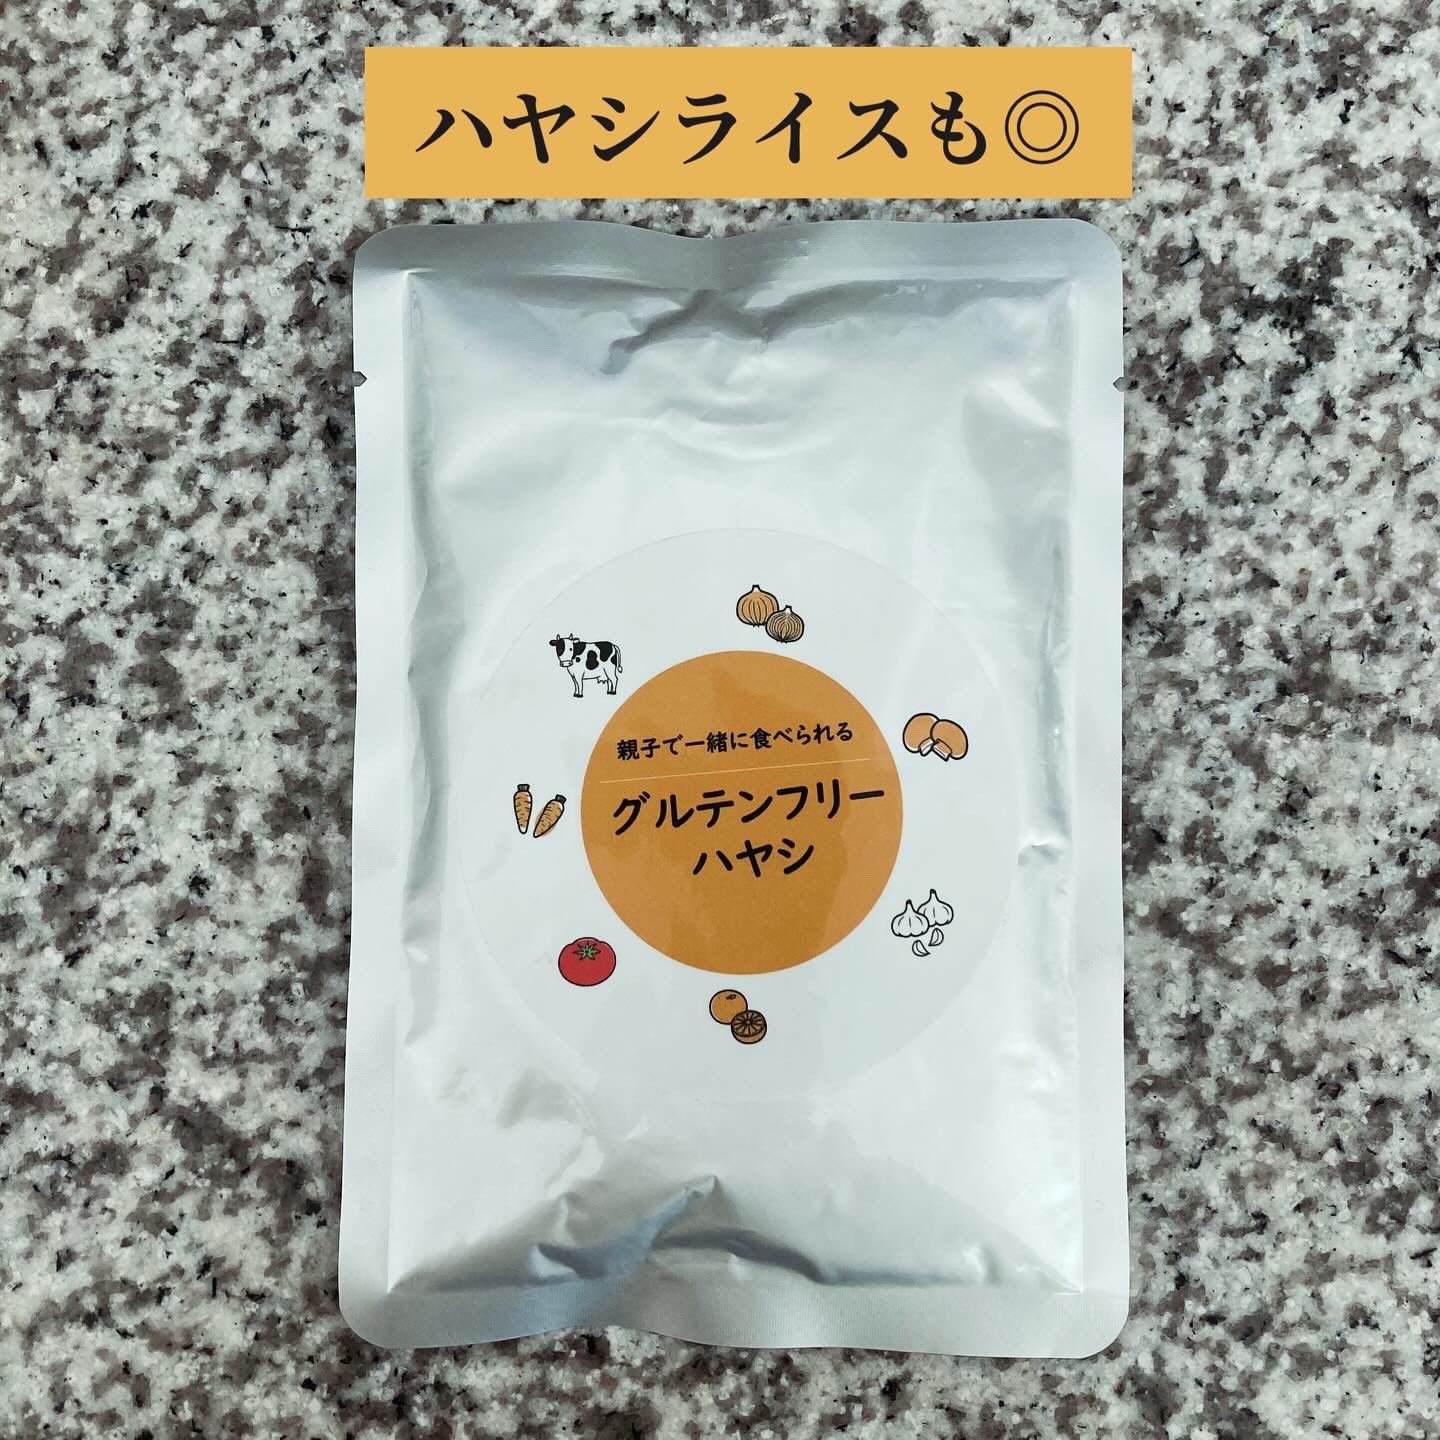 ハヤシライスも◎
親子で一緒に食べられる
グルテンフリー
ハヤシ